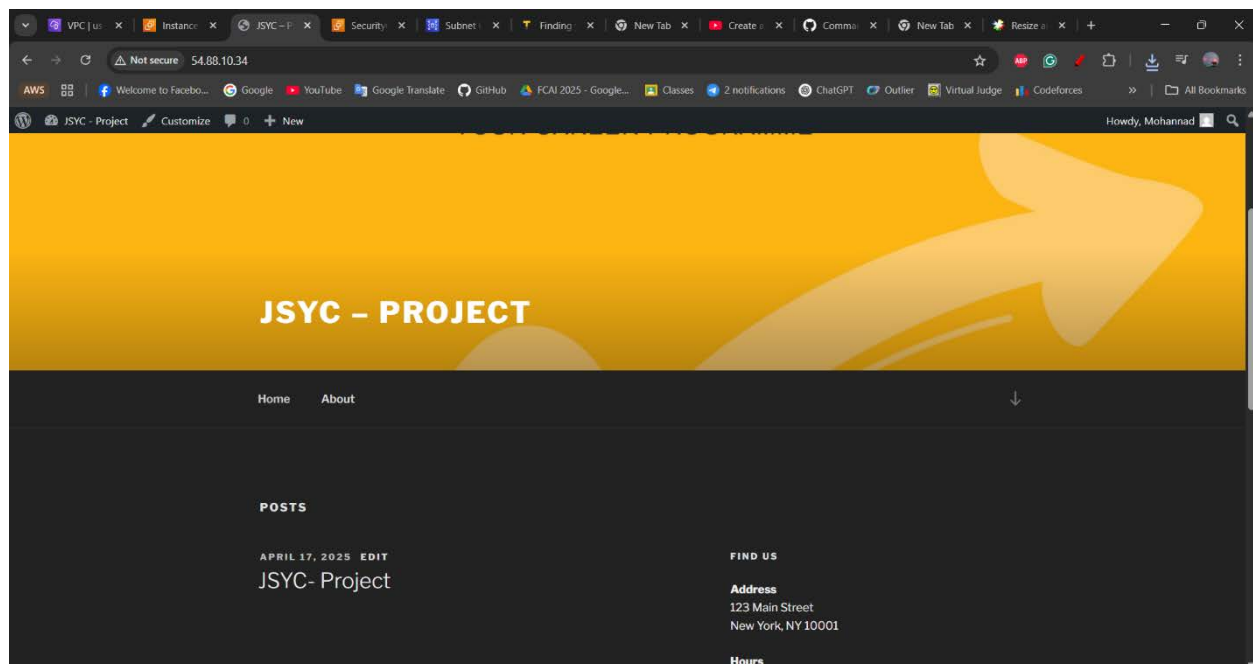 VPC | us
Instance
JSYC – P
Security
Subnet
Finding
New Tab
Create a
Comma
New Tab
Resize a
Not secure 54.88.10.34
AWS Welcome to Facebo... Google YouTube Google Translate GitHub FCAI 2025 - Google... Classes 2 notifications ChatGPT Outlier Virtual Judge Codeforces » All Bookmarks
JSYC - Project Customize 0 + New Howdy, Mohannad
JSYC – PROJECT
Home About
POSTS
APRIL 17, 2025 EDIT
JSYC- Project
FIND US
Address
123 Main Street
New York, NY 10001
Hours